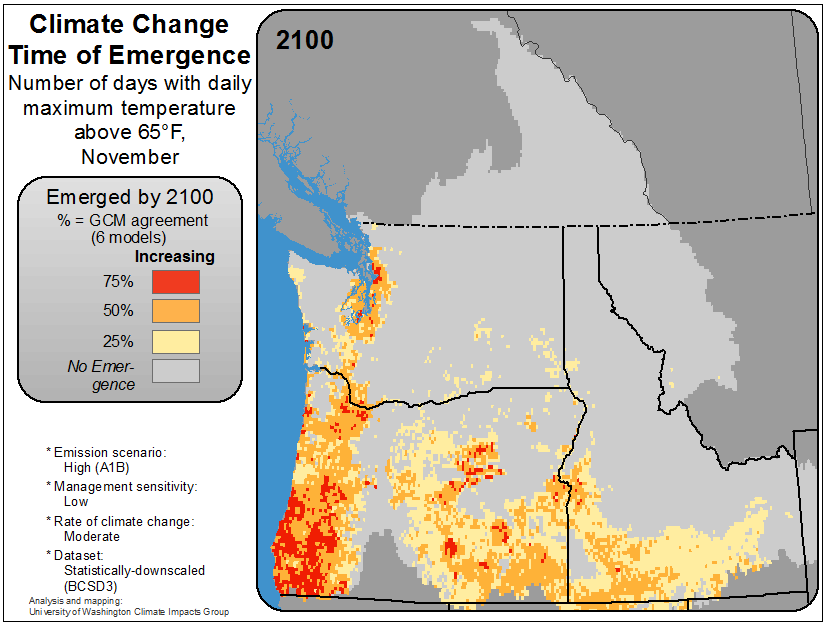 Climate Change
Time of Emergence
Number of days with daily
maximum temperature
above 65°F,
November
2100
Emerged by 2100
% = GCM agreement
(6 models)
Increasing
75%
50%
25%
No Emer-
gence
* Emission scenario:
High (A1B)
* Management sensitivity:
Low
* Rate of climate change:
Moderate
* Dataset:
Statistically-downscaled
(BCSD3)
Analysis and mapping:
University of Washington Climate Impacts Group